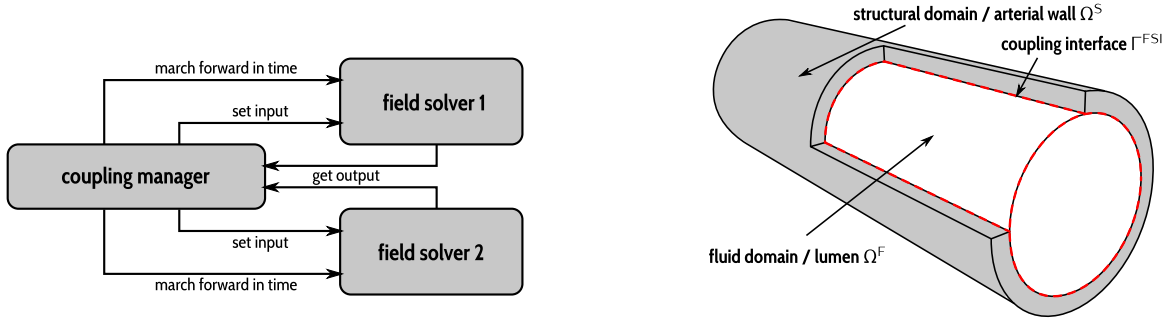 march forward in time
field solver 1
set input
coupling manager
get output
set input
field solver 2
march forward in time
structural domain / arterial wall Ω^S
coupling interface Γ^FSI
fluid domain / lumen Ω^F